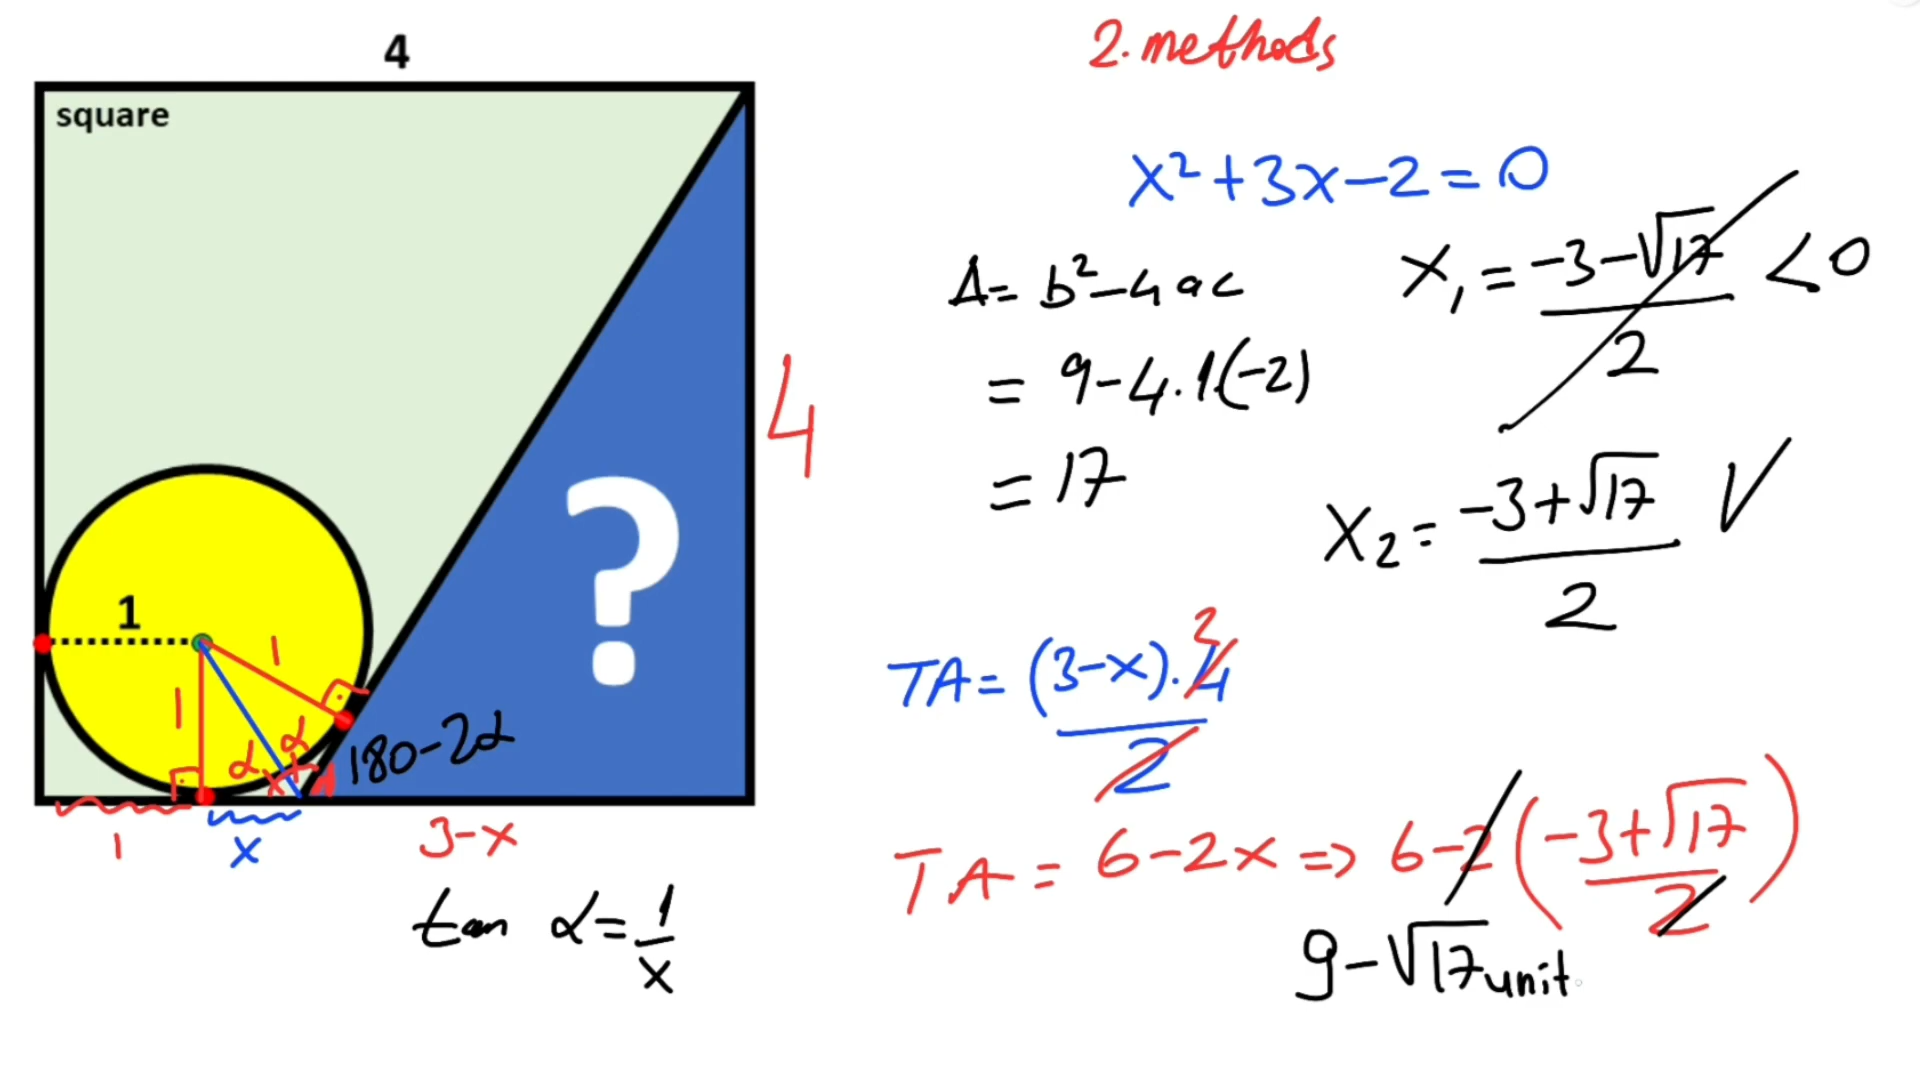 2. methods
4
square
x² + 3x - 2 = 0
Δ = b² - 4ac
= 9 - 4.1(-2)
= 17
x₁ = (-3 - √17)/2 < 0
x₂ = (-3 + √17)/2 √
4
?
1
1
1
α
α
180-2α
1
x
3-x
tan α = 1/x
TA = (3-x).4/2
2
TA = 6 - 2x => 6 - 2((-3 + √17)/2)
9 - √17 unit